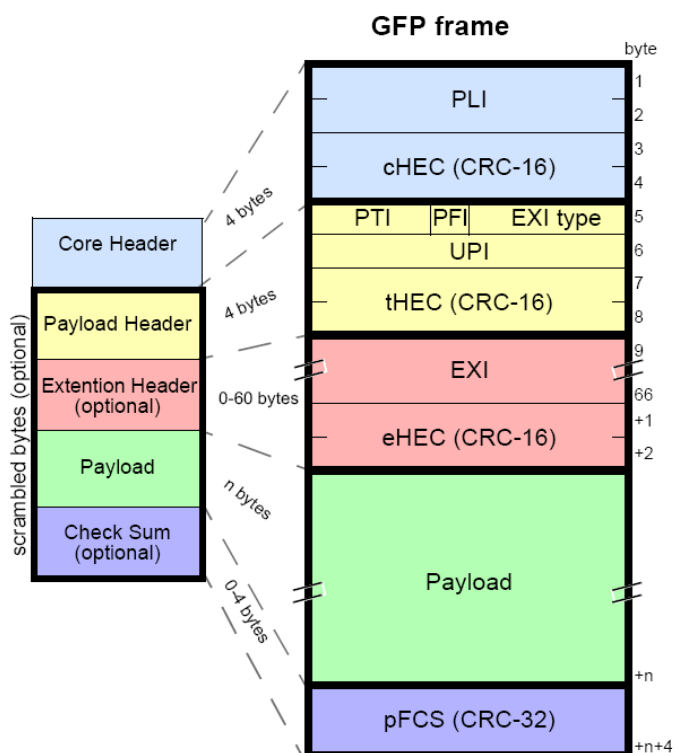 GFP frame
byte
1
PLI
2
3
cHEC (CRC-16)
4
PTI
PFI
EXI type
5
UPI
6
7
tHEC (CRC-16)
8
9
EXI
66
+1
eHEC (CRC-16)
+2
Payload
+n
pFCS (CRC-32)
+n+4
4 bytes
4 bytes
0-60 bytes
n bytes
0-4 bytes
Core Header
Payload Header
Extention Header
(optional)
Payload
Check Sum
(optional)
scrambled bytes (optional)